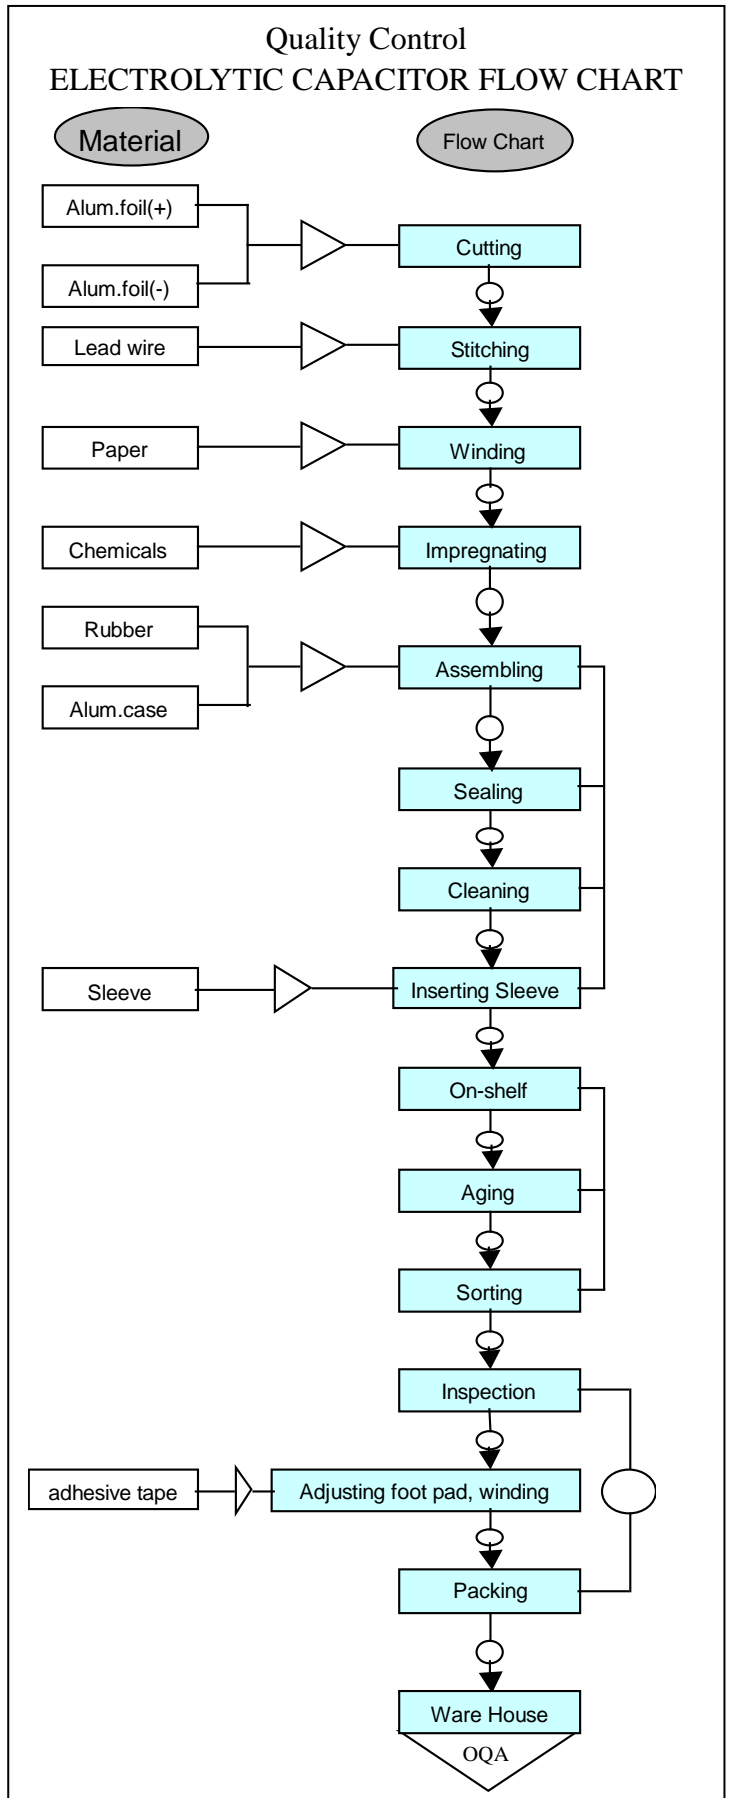 Quality Control
ELECTROLYTIC CAPACITOR FLOW CHART
Material
Flow Chart
Alum.foil(+)
Cutting
Alum.foil(-)
Lead wire
Stitching
Paper
Winding
Chemicals
Impregnating
Rubber
Assembling
Alum.case
Sealing
Cleaning
Sleeve
Inserting Sleeve
On-shelf
Aging
Sorting
Inspection
adhesive tape
Adjusting foot pad, winding
Packing
Ware House
OQA